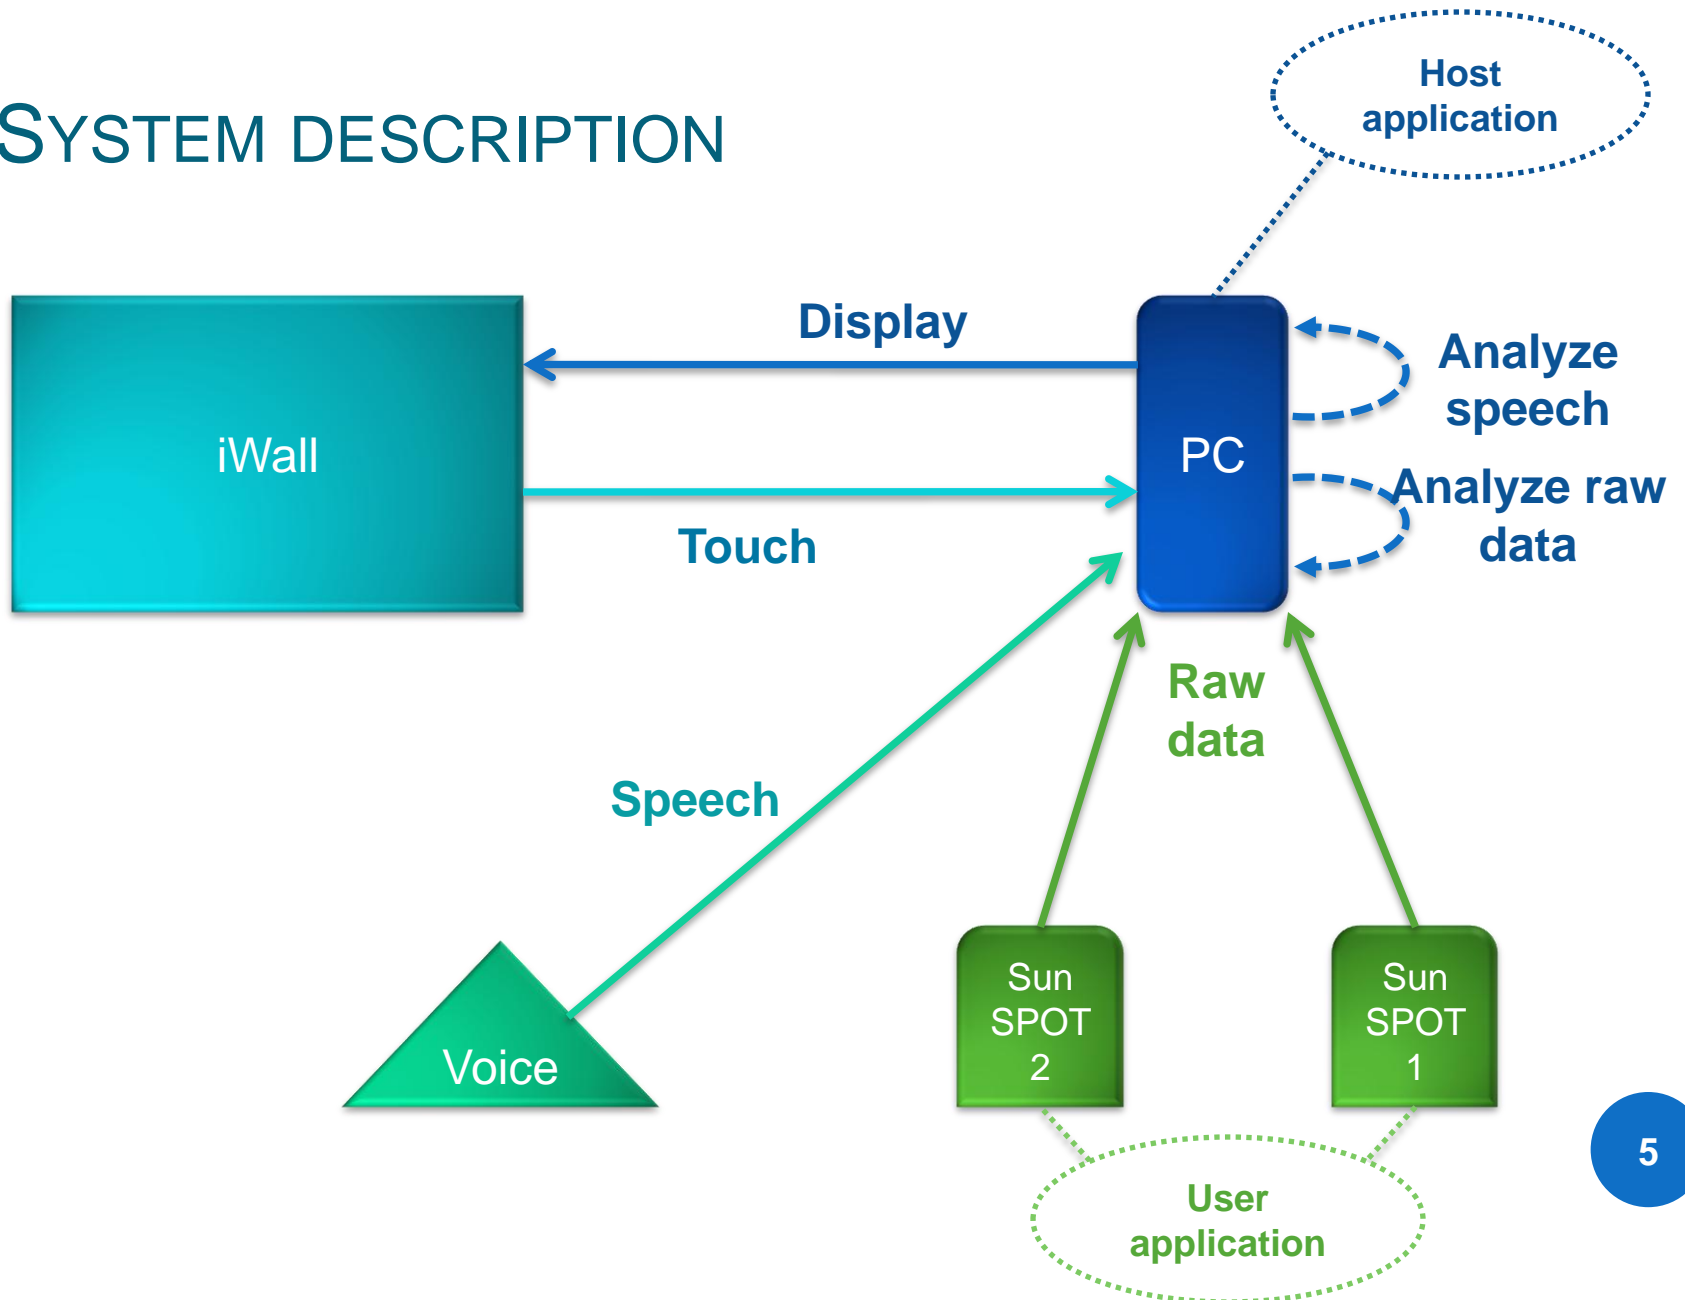 SYSTEM DESCRIPTION
Host
application
Display
Analyze
speech
iWall
PC
Analyze raw
data
Touch
Raw
data
Speech
Sun
SPOT
2
Sun
SPOT
1
Voice
5
User
application